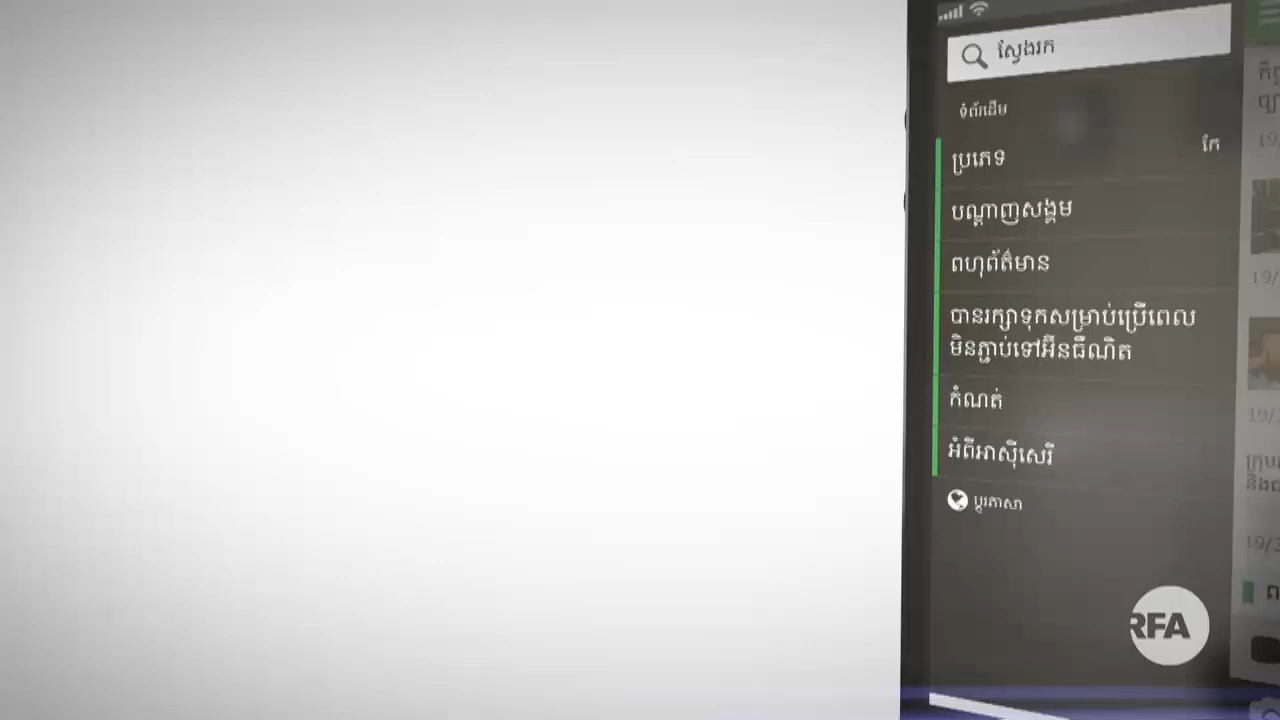 ស្វែងរក
ទំព័រដើម
ប្រភេទ
កែ
បណ្ដាញសង្គម
ពហុព័ត៌មាន
បានរក្សាទុកសម្រាប់ប្រើពេល
មិនភ្ជាប់ទៅអ៊ីនធឺណិត
កំណត់
អំពីអាស៊ីសេរី
ប្ដូរភាសា
RFA